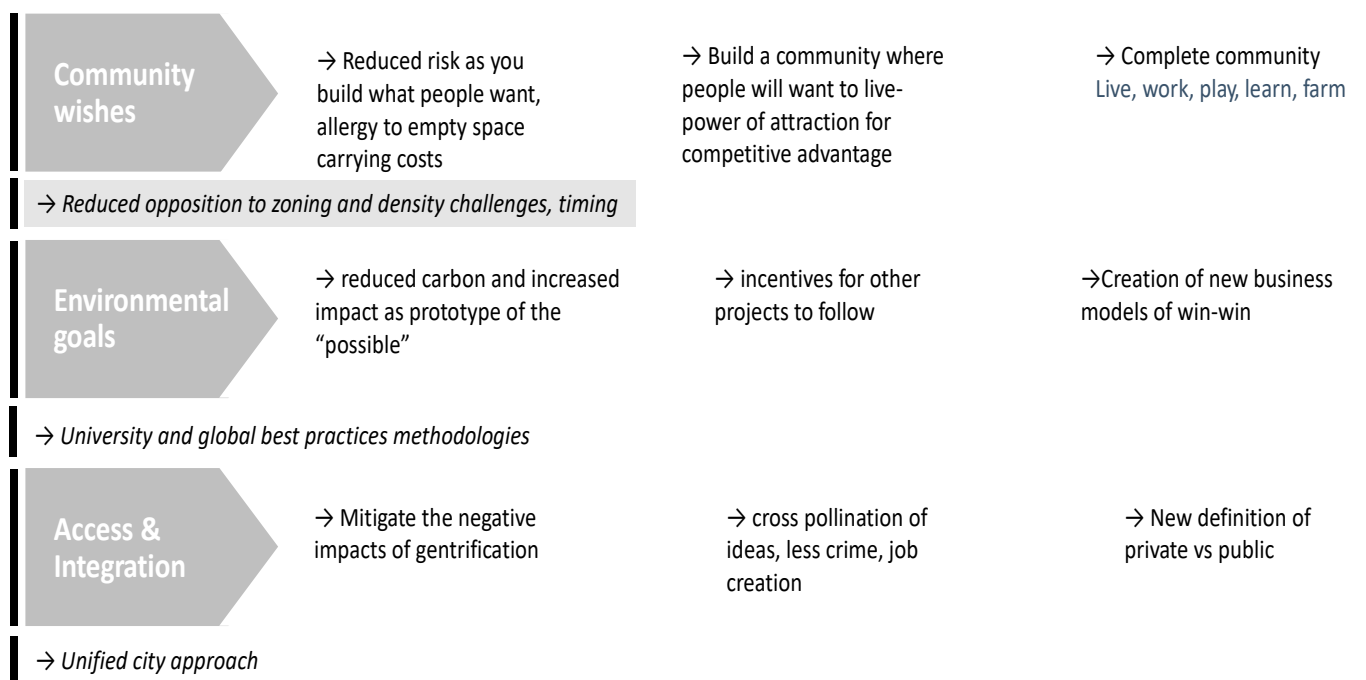 Community
wishes
→ Reduced risk as you
build what people want,
allergy to empty space
carrying costs
→ Build a community where
people will want to live-
power of attraction for
competitive advantage
→ Complete community
Live, work, play, learn, farm
→ Reduced opposition to zoning and density challenges, timing
Environmental
goals
→ reduced carbon and increased
impact as prototype of the
“possible”
→ incentives for other
projects to follow
→Creation of new business
models of win-win
→ University and global best practices methodologies
Access &
Integration
→ Mitigate the negative
impacts of gentrification
→ cross pollination of
ideas, less crime, job
creation
→ New definition of
private vs public
→ Unified city approach